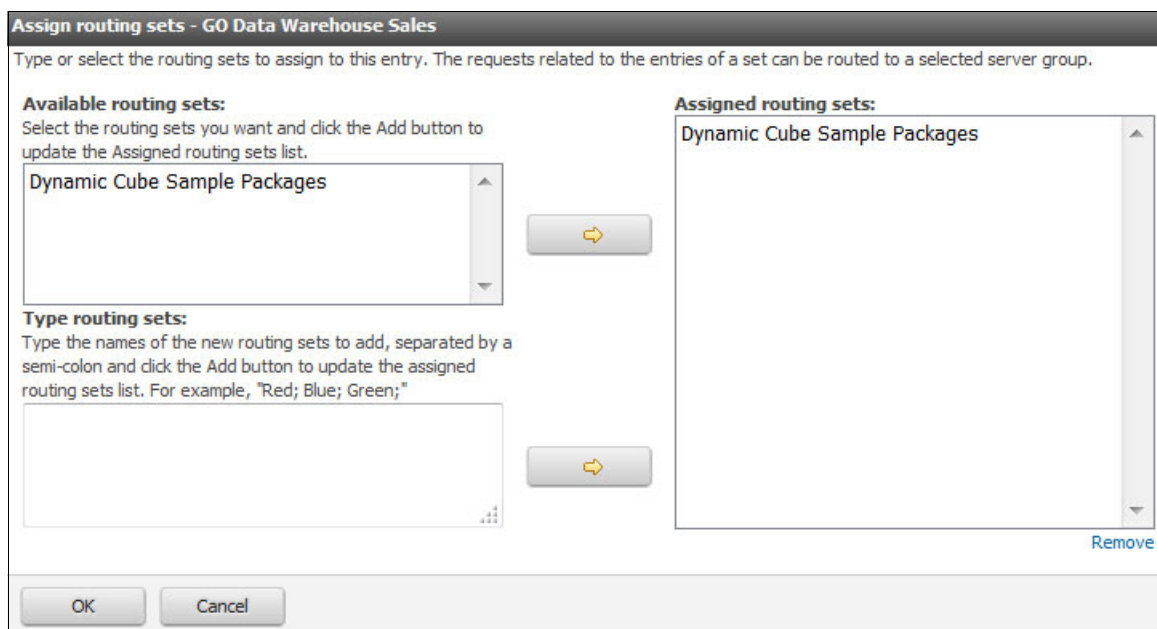 Assign routing sets - GO Data Warehouse Sales
Type or select the routing sets to assign to this entry. The requests related to the entries of a set can be routed to a selected server group.
Available routing sets:
Select the routing sets you want and click the Add button to
update the Assigned routing sets list.
Dynamic Cube Sample Packages
Type routing sets:
Type the names of the new routing sets to add, separated by a
semi-colon and click the Add button to update the assigned
routing sets list. For example, "Red; Blue; Green;"
Assigned routing sets:
Dynamic Cube Sample Packages
Remove
OK
Cancel